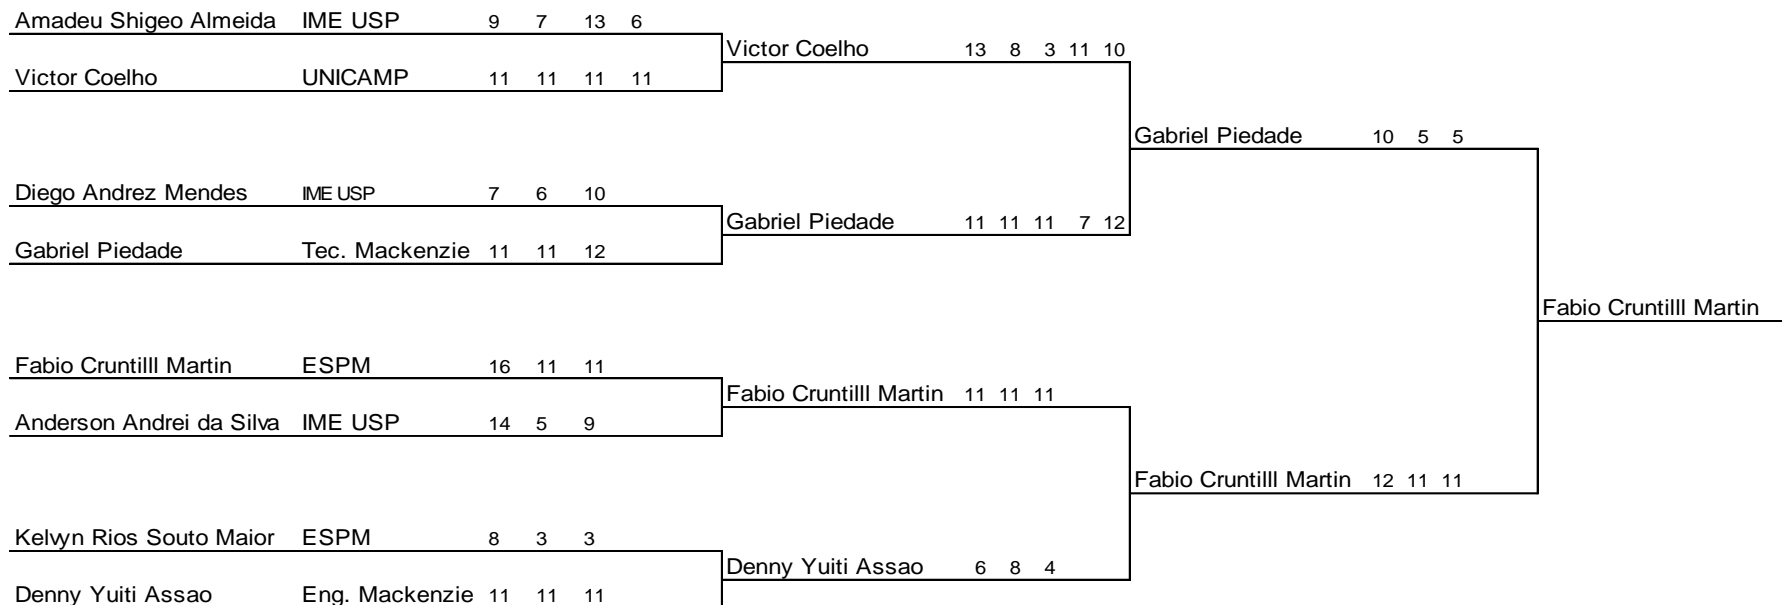 Amadeu Shigeo Almeida IME USP 9 7 13 6
Victor Coelho 13 8 3 11 10
Victor Coelho UNICAMP 11 11 11 11
Gabriel Piedade 10 5 5
Diego Andrez Mendes IME USP 7 6 10
Gabriel Piedade 11 11 11 7 12
Gabriel Piedade Tec. Mackenzie 11 11 12
Fabio Cruntilll Martin
Fabio Cruntilll Martin ESPM 16 11 11
Fabio Cruntilll Martin 11 11 11
Anderson Andrei da Silva IME USP 14 5 9
Fabio Cruntilll Martin 12 11 11
Kelvyn Rios Souto Maior ESPM 8 3 3
Denny Yuiti Assao 6 8 4
Denny Yuiti Assao Eng. Mackenzie 11 11 11